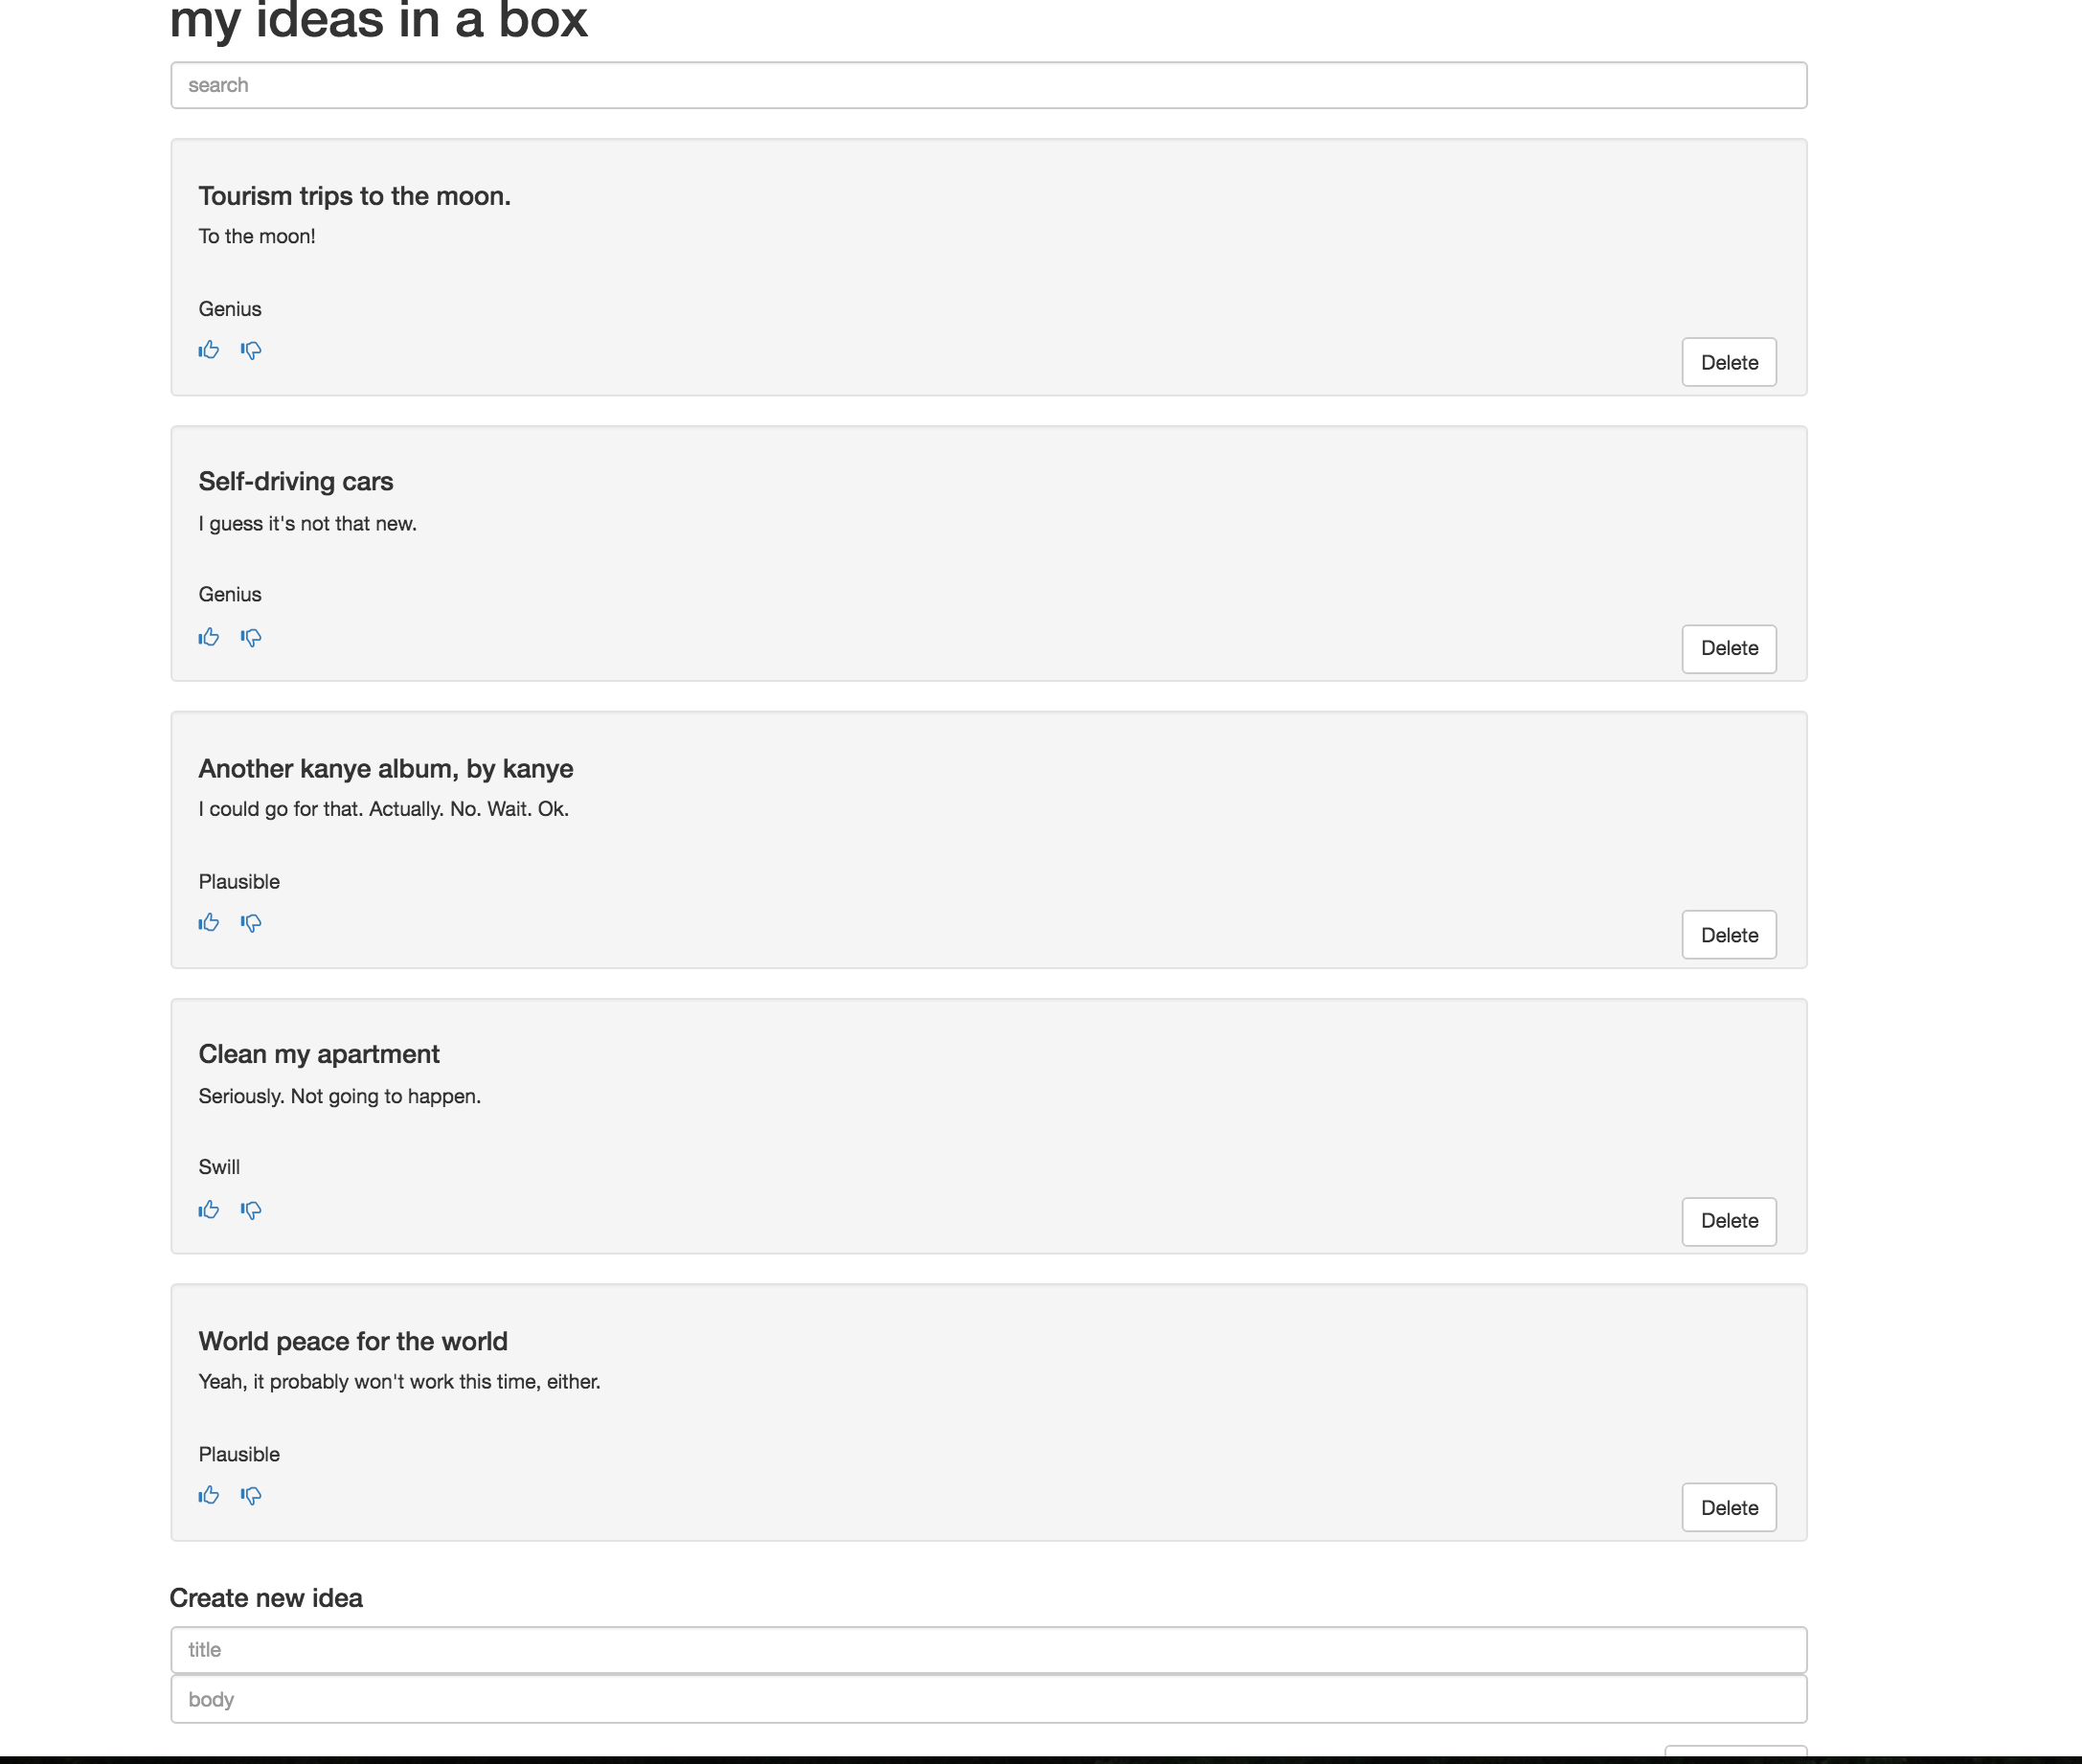 my ideas in a box
search
Tourism trips to the moon.
To the moon!
Genius
Delete
Self-driving cars
I guess it's not that new.
Genius
Delete
Another kanye album, by kanye
I could go for that. Actually. No. Wait. Ok.
Plausible
Delete
Clean my apartment
Seriously. Not going to happen.
Swill
Delete
World peace for the world
Yeah, it probably won't work this time, either.
Plausible
Delete
Create new idea
title
body